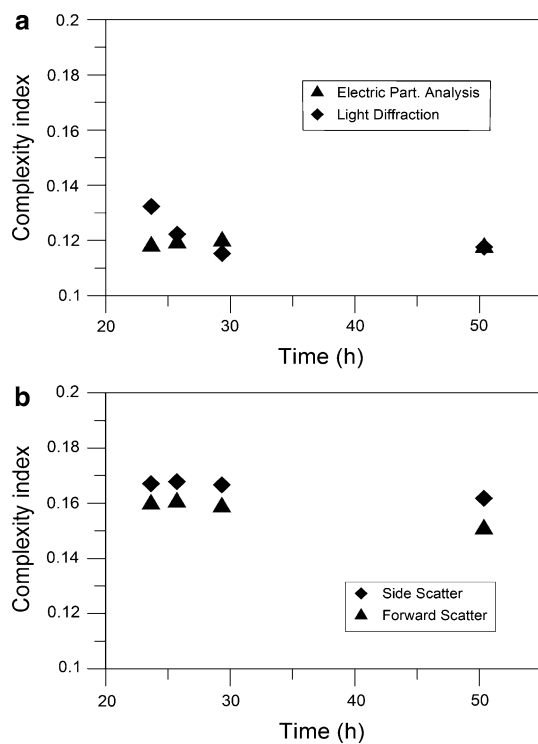 a
0.2
0.18
0.16
0.14
0.12
0.1
Complexity index
Electric Part. Analysis
Light Diffraction
20 30 40 50
Time (h)
b
0.2
0.18
0.16
0.14
0.12
0.1
Complexity index
Side Scatter
Forward Scatter
20 30 40 50
Time (h)